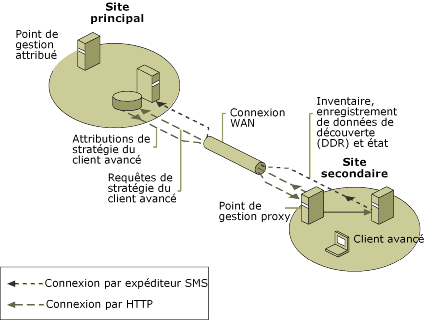 Site
principal
Point de
gestion
attribué
Connexion
WAN
Inventaire,
enregistrement
de données de
découverte
(DDR) et état
Attributions de
stratégie du
client avancé
Requêtes de
stratégie du
client avancé
Site
secondaire
Point de
gestion proxy
Client avancé
Connexion par expéditeur SMS
Connexion par HTTP